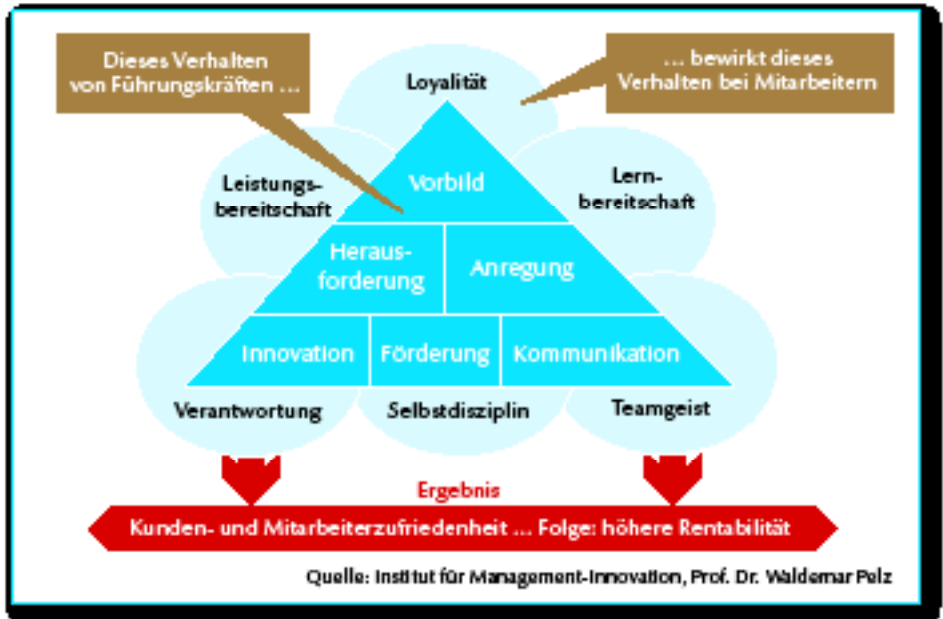 Dieses Verhalten
von Führungskräften ...
... bewirkt dieses
Verhalten bei Mitarbeitern
Loyalität
Leistungs-
bereitschaft
Vorbild
Lern-
bereitschaft
Heraus-
forderung
Anregung
Innovation
Förderung
Kommunikation
Verantwortung
Selbstdisziplin
Teamgeist
Ergebnis
Kunden- und Mitarbeiterzufriedenheit ... Folge: höhere Rentabilität
Quelle: Institut für Management-Innovation, Prof. Dr. Waldemar Pelz